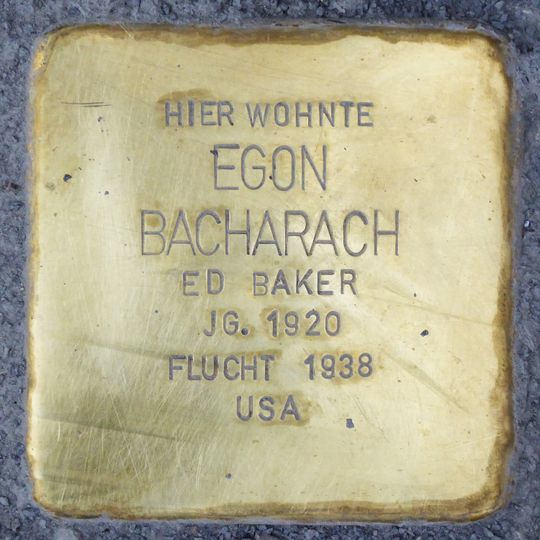 HIER WOHNTE
EGON
BACHARACH
ED BAKER
JG. 1920
FLUCHT 1938
USA